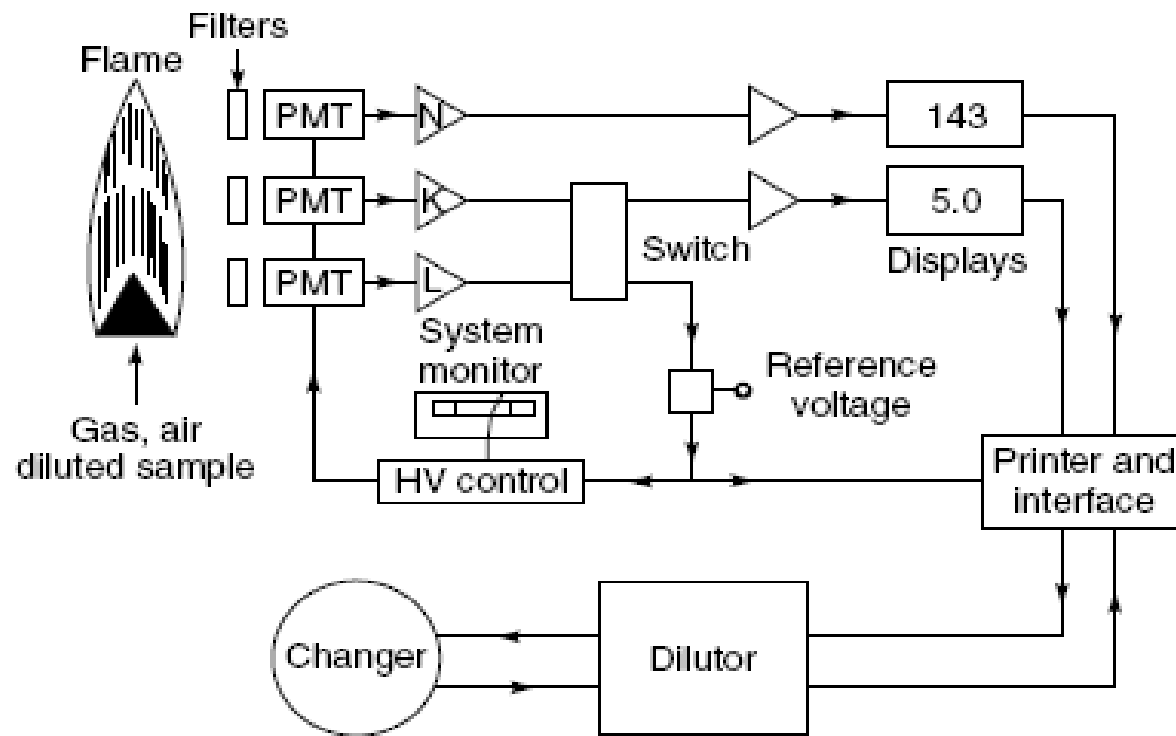 Filters
Flame
PMT
N
143
PMT
K
5.0
Switch
Displays
PMT
L
System
monitor
Reference
voltage
Gas, air
diluted sample
HV control
Printer and
interface
Changer
Dilutor